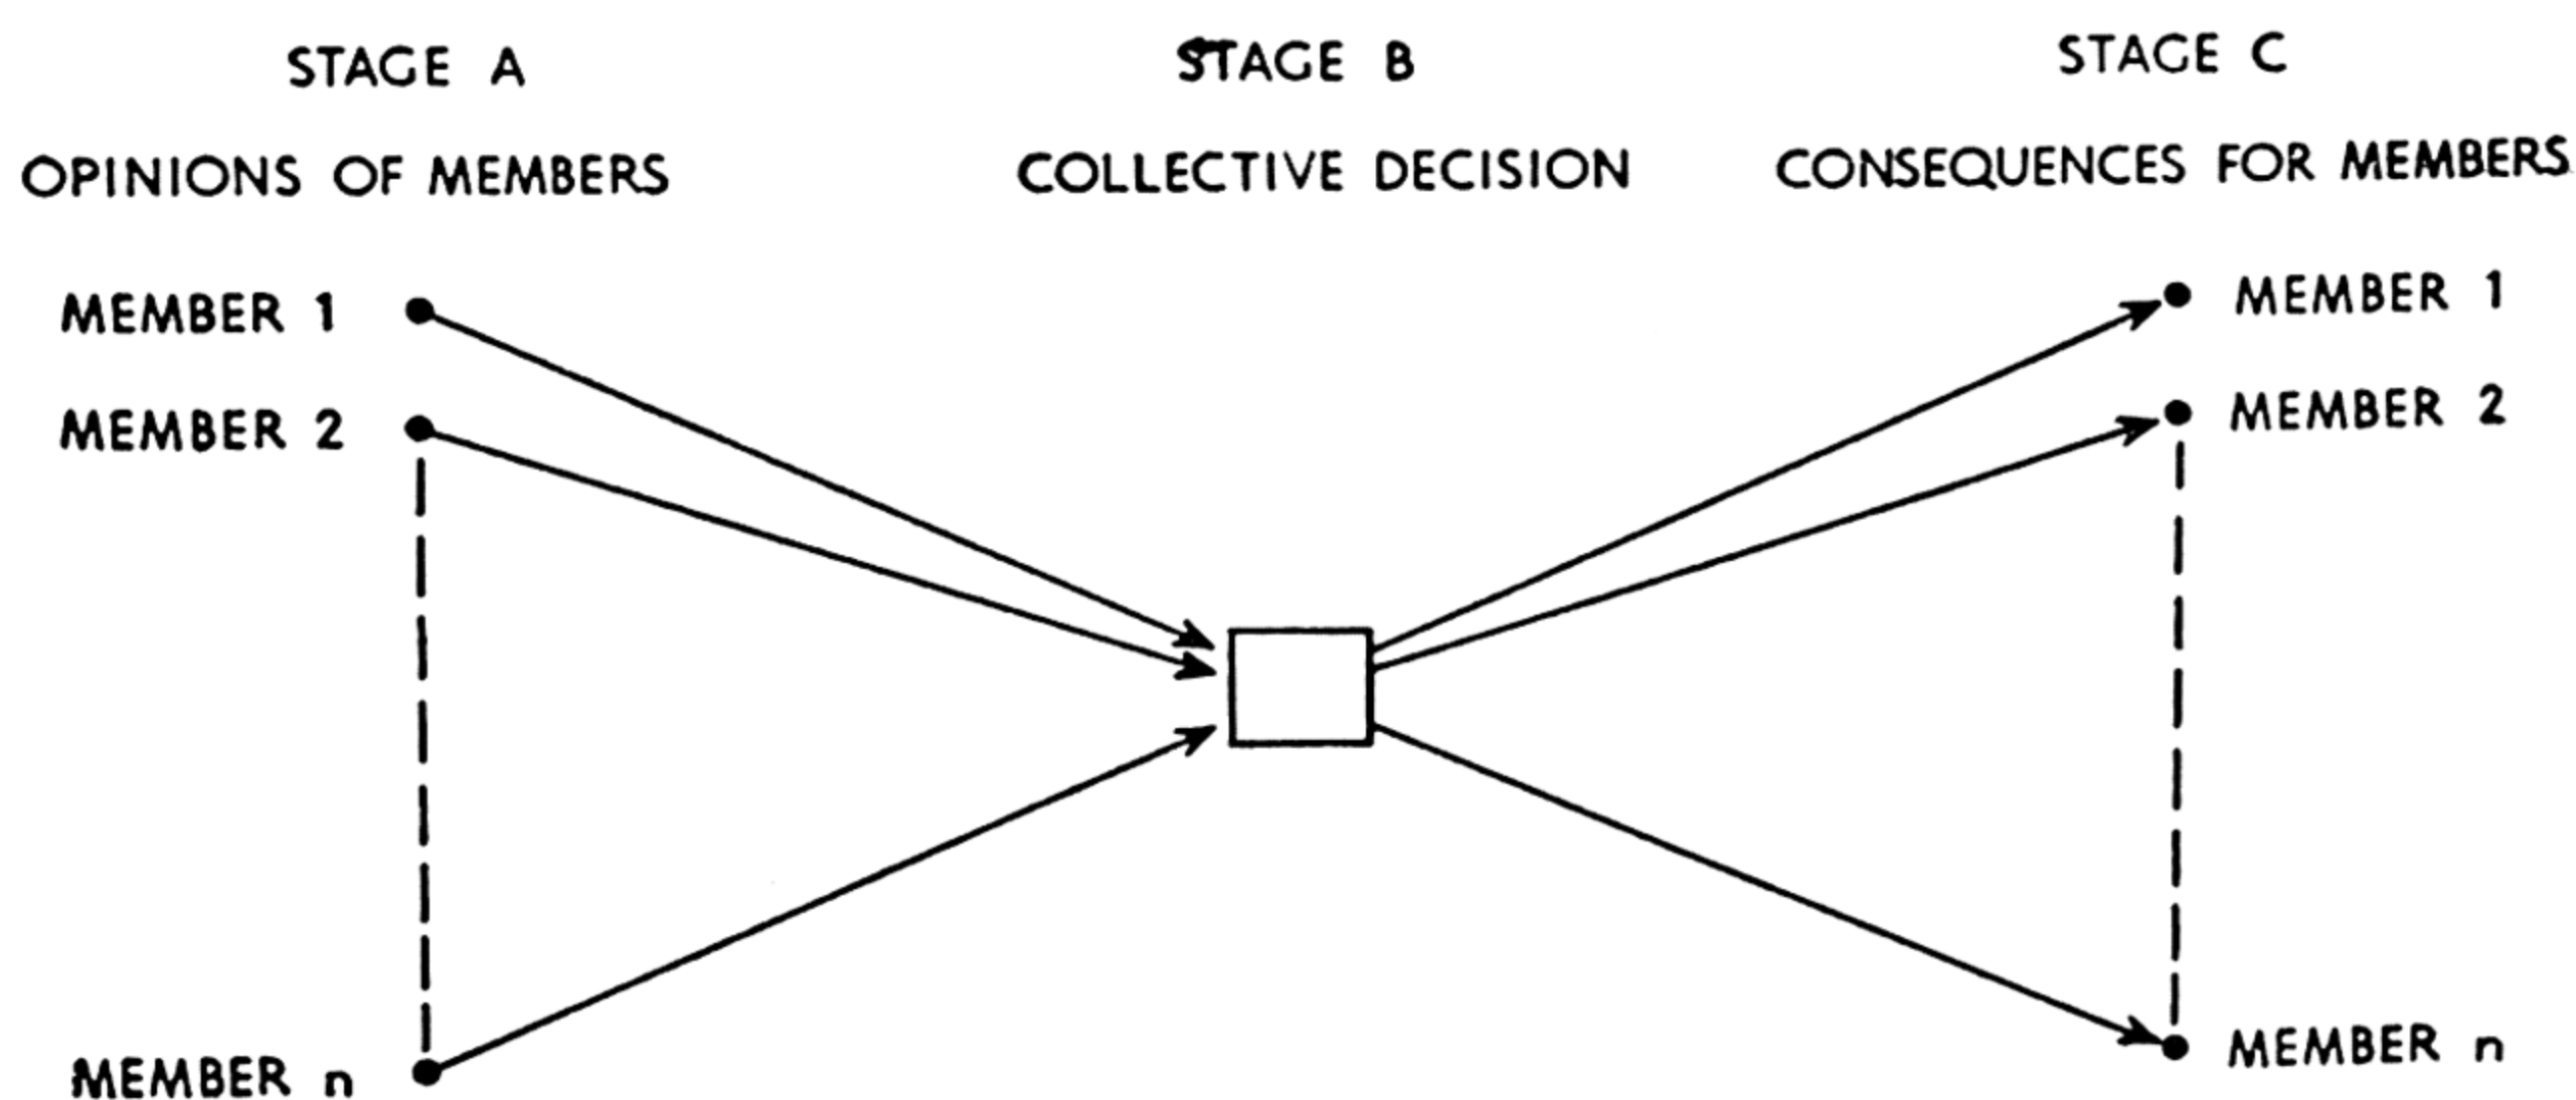 STAGE A
OPINIONS OF MEMBERS
MEMBER 1
MEMBER 2
MEMBER n
STAGE B
COLLECTIVE DECISION
STAGE C
CONSEQUENCES FOR MEMBERS
MEMBER 1
MEMBER 2
MEMBER n